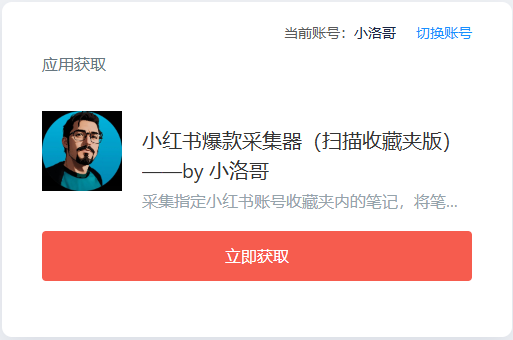 当前账号：小洛哥 切换账号
应用获取
小红书爆款采集器（扫描收藏夹版）
——by 小洛哥
采集指定小红书账号收藏夹内的笔记，将笔...
立即获取